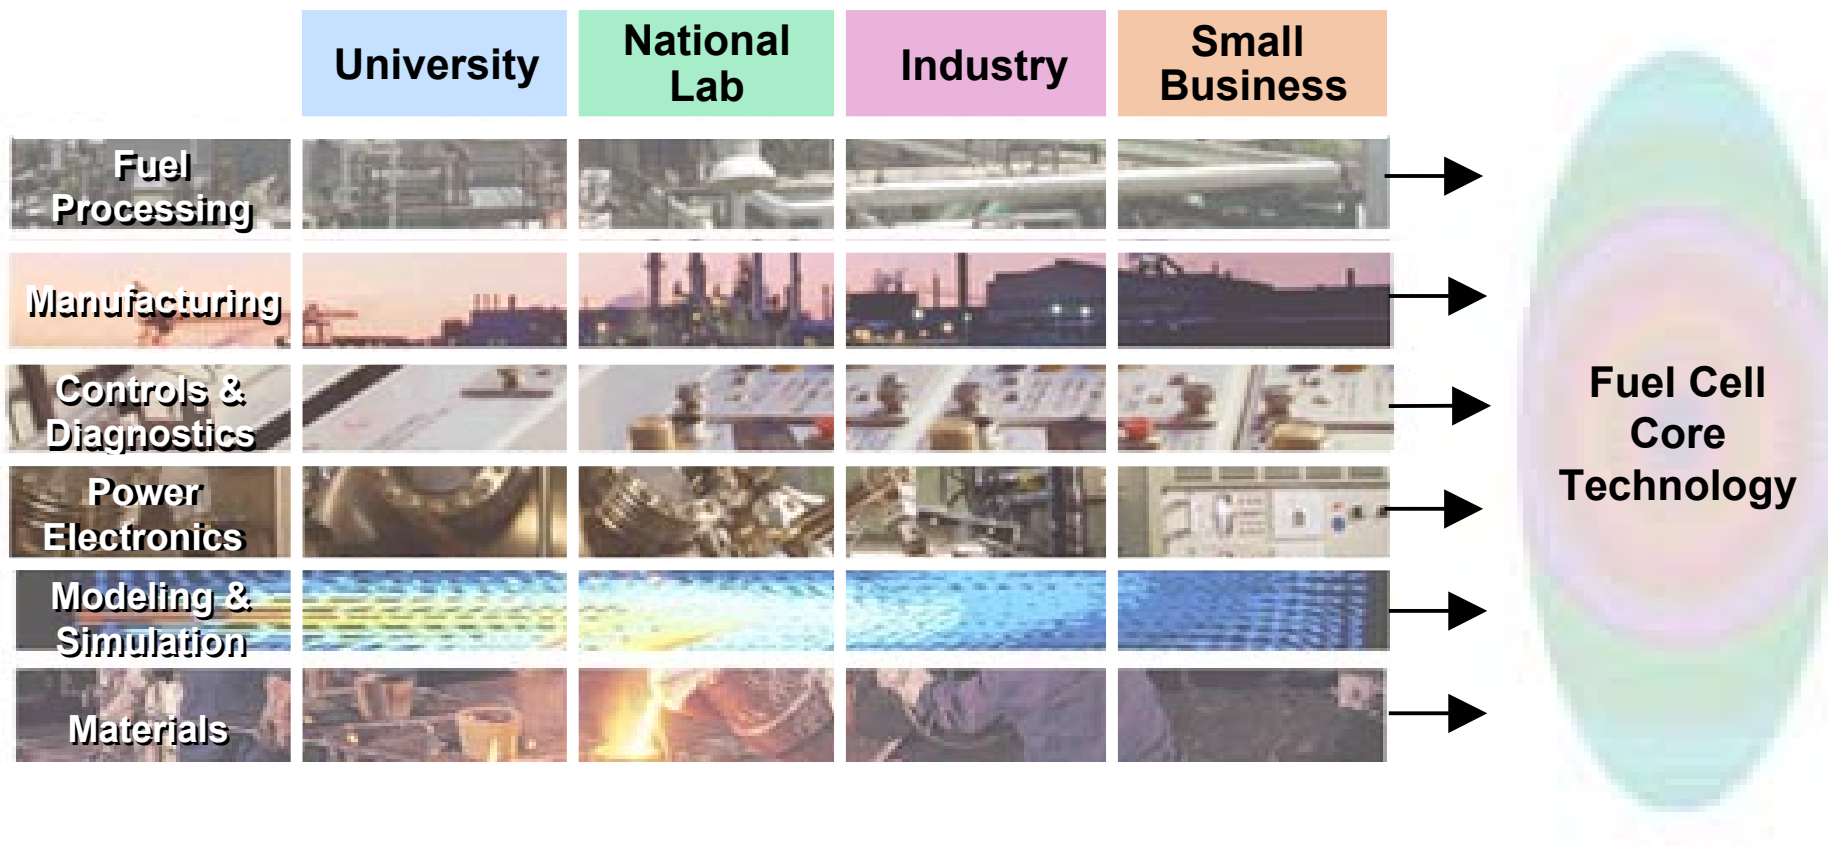 University
National
Lab
Industry
Small
Business
Fuel
Processing
Manufacturing
Controls &
Diagnostics
Power
Electronics
Modeling &
Simulation
Materials
Fuel Cell
Core
Technology